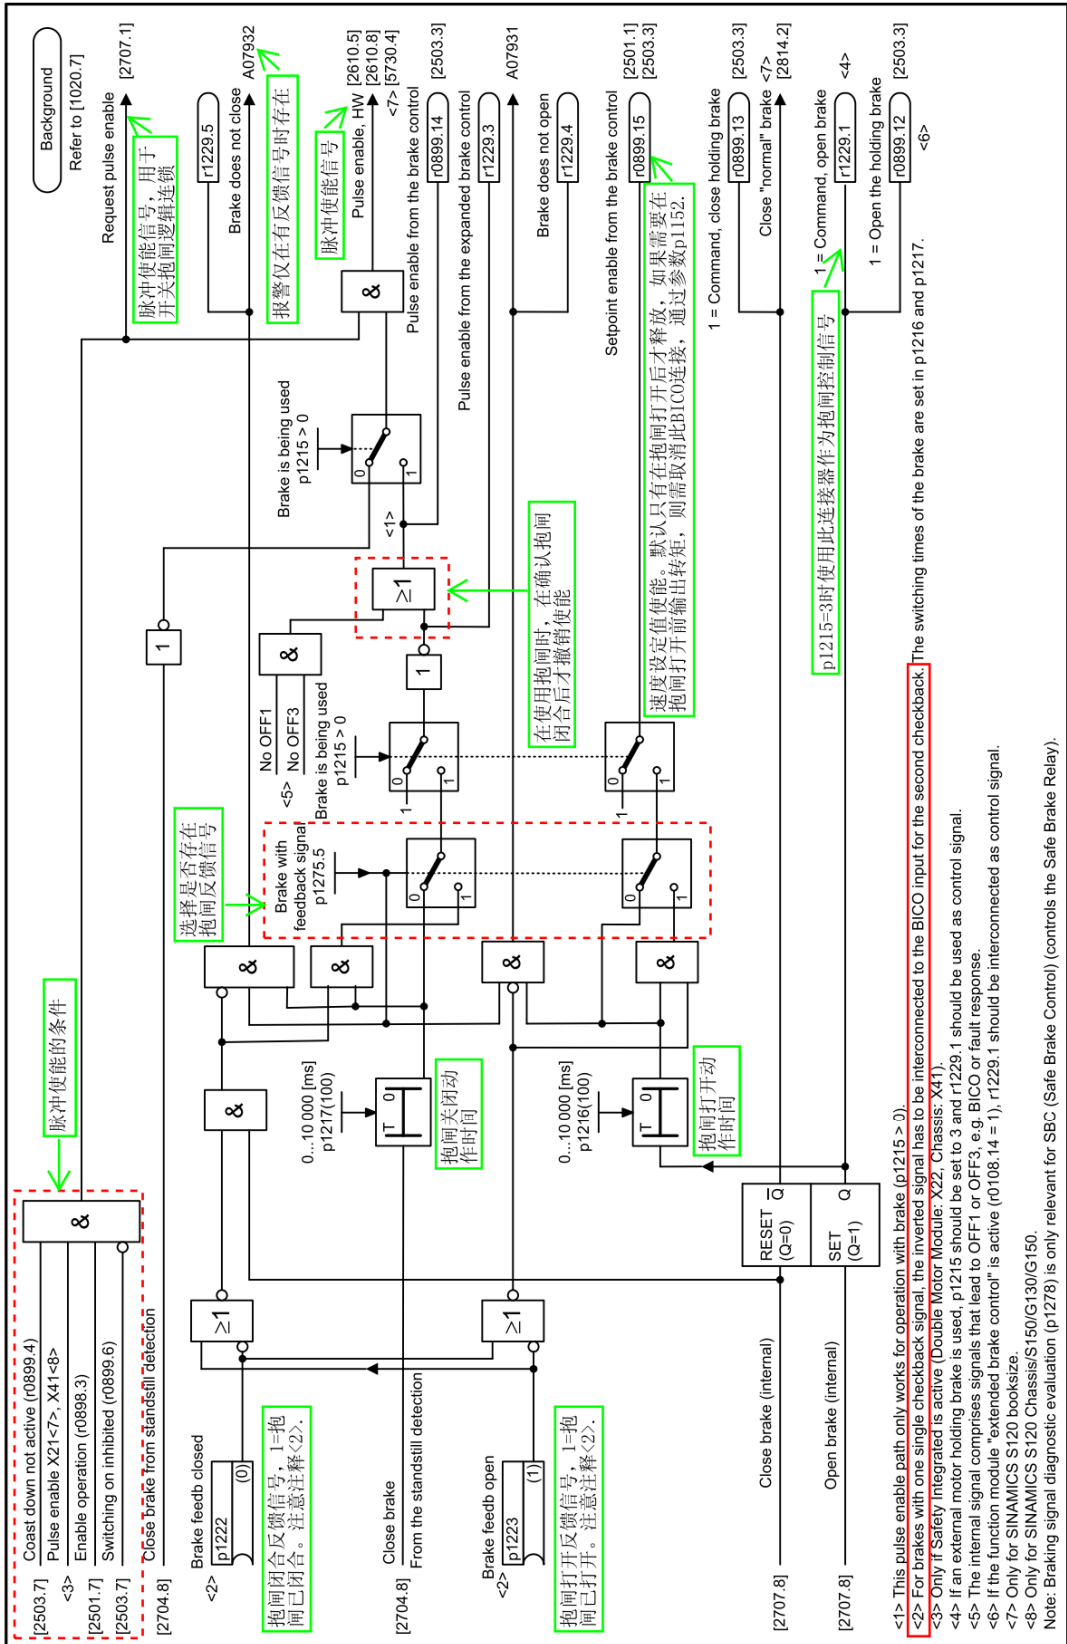 Background
Refer to [1020.7]
脉冲使能的条件
[2503.7] Coast down not active (r0899.4)
Pulse enable X21<7>, X41<8>
<3>
[2501.7] Enable operation (r0898.3)
[2503.7] Switching on inhibited (r0899.6)
&
Request pulse enable
[2707.1]
脉冲使能信号，用于
开关抱闸逻辑连锁
[2704.8] Close brake from standstill detection
1
r1229.5
Brake does not close
A07932
报警仅在有反馈信号时存在
<2>
Brake feedb closed
p1222
(0)
抱闸闭合反馈信号，1=抱
闸已闭合。注意注释<2>.
≥1
&
&
&
选择是否存在
抱闸反馈信号
Brake with
feedback signal
p1275.5
0
1
<5> No OFF1
No OFF3
&
Brake is being used
p1215 > 0
0
1
1
1
≥1
<1>
Brake is being used
p1215 > 0
0
1
&
脉冲使能信号
Pulse enable, HW
[2610.5]
[2610.8]
<7> [5730.4]
Pulse enable from the brake control
r0899.14
[2503.3]
Pulse enable from the expanded brake control
r1229.3
在使用抱闸时，在确认抱闸
闭合后才撤销使能
[2704.8] Close brake
From the standstill detection
0...10 000 [ms]
p1217(100)
T 0
抱闸关闭动
作时间
<2>
Brake feedb open
p1223
(1)
抱闸打开反馈信号，1=抱
闸已打开。注意注释<2>.
≥1
&
A07931
Brake does not open
r1229.4
0...10 000 [ms]
p1216(100)
T 0
抱闸打开动
作时间
&
0
1
0
1
1
Setpoint enable from the brake control
r0899.15
[2501.1]
[2503.3]
速度设定值使能。默认只有在抱闸打开后才释放，如果需要在
抱闸打开前输出转矩，则需取消此BICO连接，通过参数p1152.
[2707.8] Close brake (internal)
RESET Q
(Q=0)
1 = Command, close holding brake
r0899.13
[2503.3]
Close "normal" brake
<7>
[2814.2]
[2707.8] Open brake (internal)
SET Q
(Q=1)
p1215=3时使用此连接器作为抱闸控制信号
1 = Command, open brake
r1229.1
<4>
1 = Open the holding brake
r0899.12
[2503.3]
<6>
<1> This pulse enable path only works for operation with brake (p1215 > 0).
<2> For brakes with one single checkback signal, the inverted signal has to be interconnected to the BICO input for the second checkback. The switching times of the brake are set in p1216 and p1217.
<3> Only if Safety Integrated is active (Double Motor Module: X22, Chassis: X41).
<4> If an external motor holding brake is used, p1215 should be set to 3 and r1229.1 should be used as control signal.
<5> The internal signal comprises signals that lead to OFF1 or OFF3, e.g. BICO or fault response.
<6> If the function module "extended brake control" is active (r0108.14 = 1), r1229.1 should be interconnected as control signal.
<7> Only for SINAMICS S120 booksize.
<8> Only for SINAMICS S120 Chassis/S150/G130/G150.
Note: Braking signal diagnostic evaluation (p1278) is only relevant for SBC (Safe Brake Control) (controls the Safe Brake Relay).